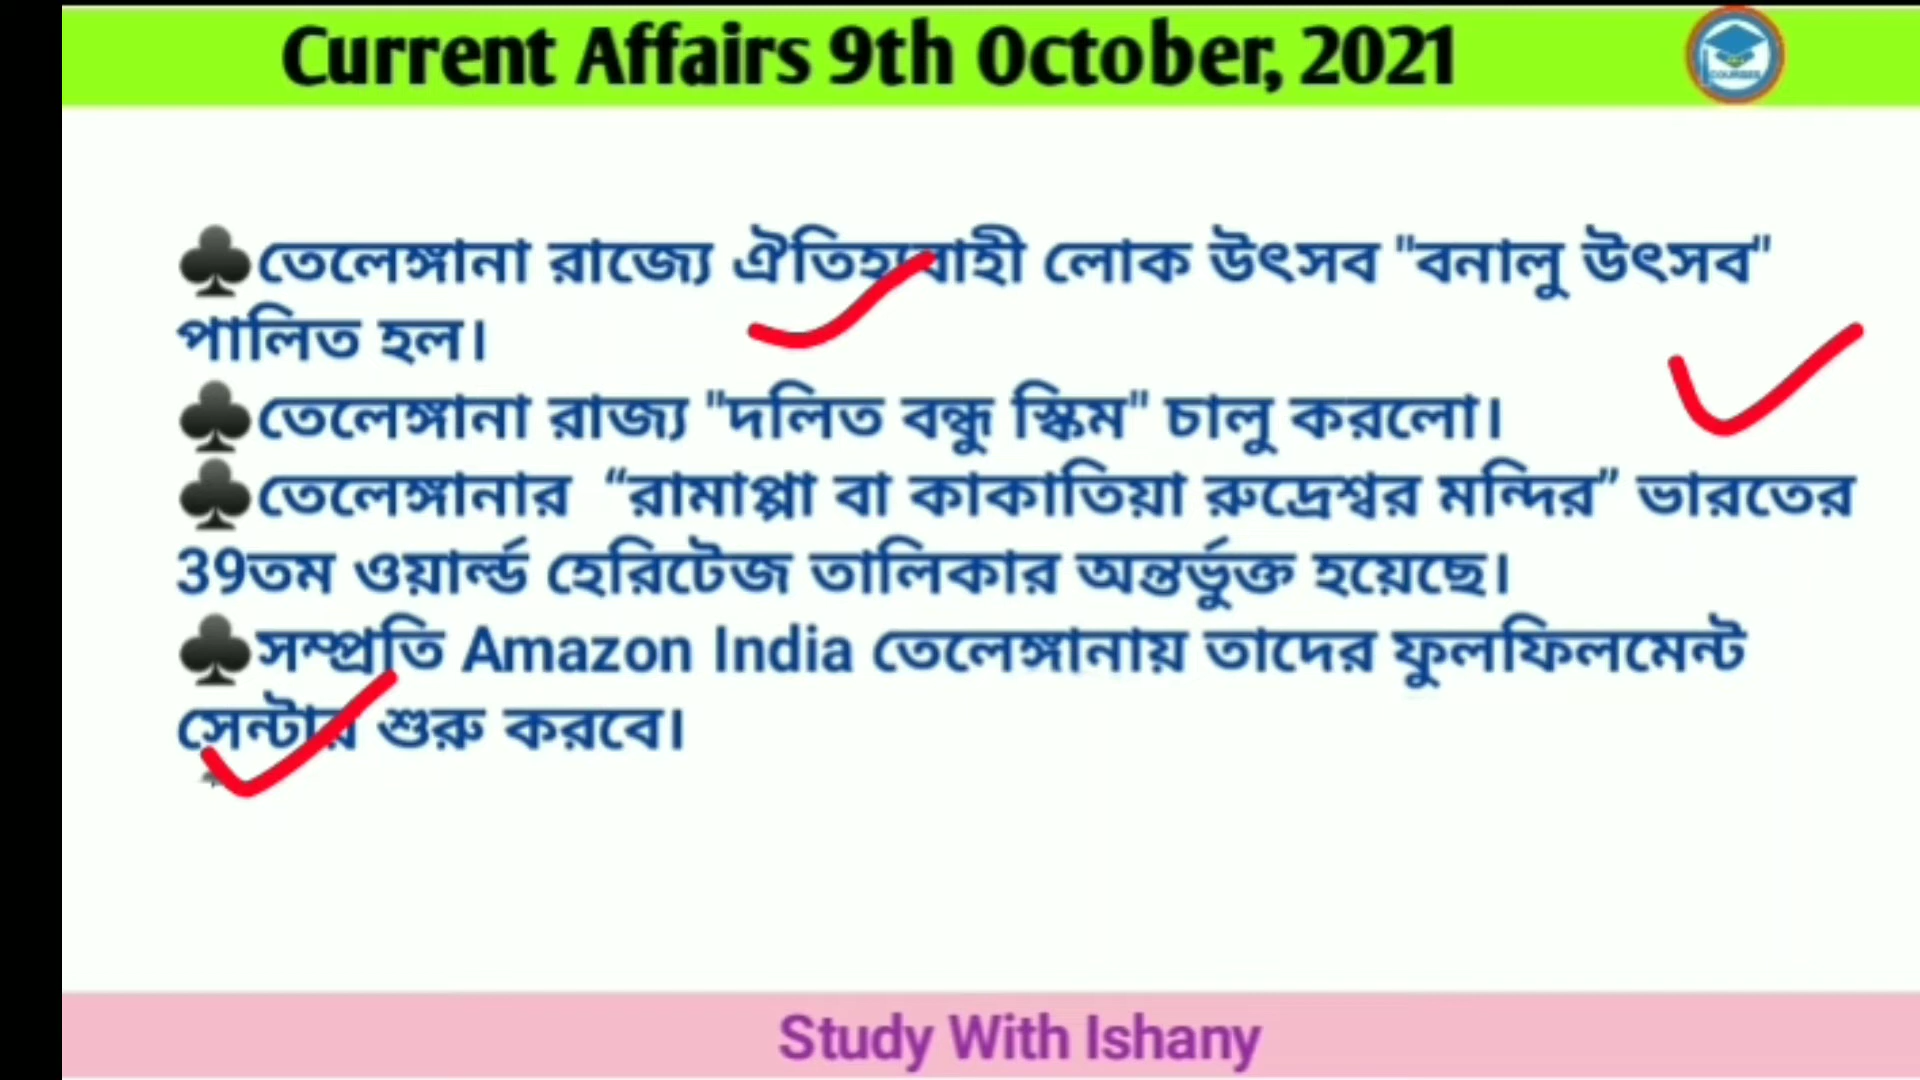 Current Affairs 9th October, 2021
COURSES
♣তেলেঙ্গানা রাজ্যে ঐতিহ্যবাহী লোক উৎসব "বনালু উৎসব"
পালিত হল।
♣তেলেঙ্গানা রাজ্য "দলিত বন্ধু স্কিম" চালু করলো।
♣তেলেঙ্গানার “রামাপ্পা বা কাকাতিয়া রুদ্রেশ্বর মন্দির” ভারতের
39তম ওয়ার্ল্ড হেরিটেজ তালিকার অন্তর্ভুক্ত হয়েছে।
♣সম্প্রতি Amazon India তেলেঙ্গানায় তাদের ফুলফিলমেন্ট
সেন্টার শুরু করবে।
Study With Ishany